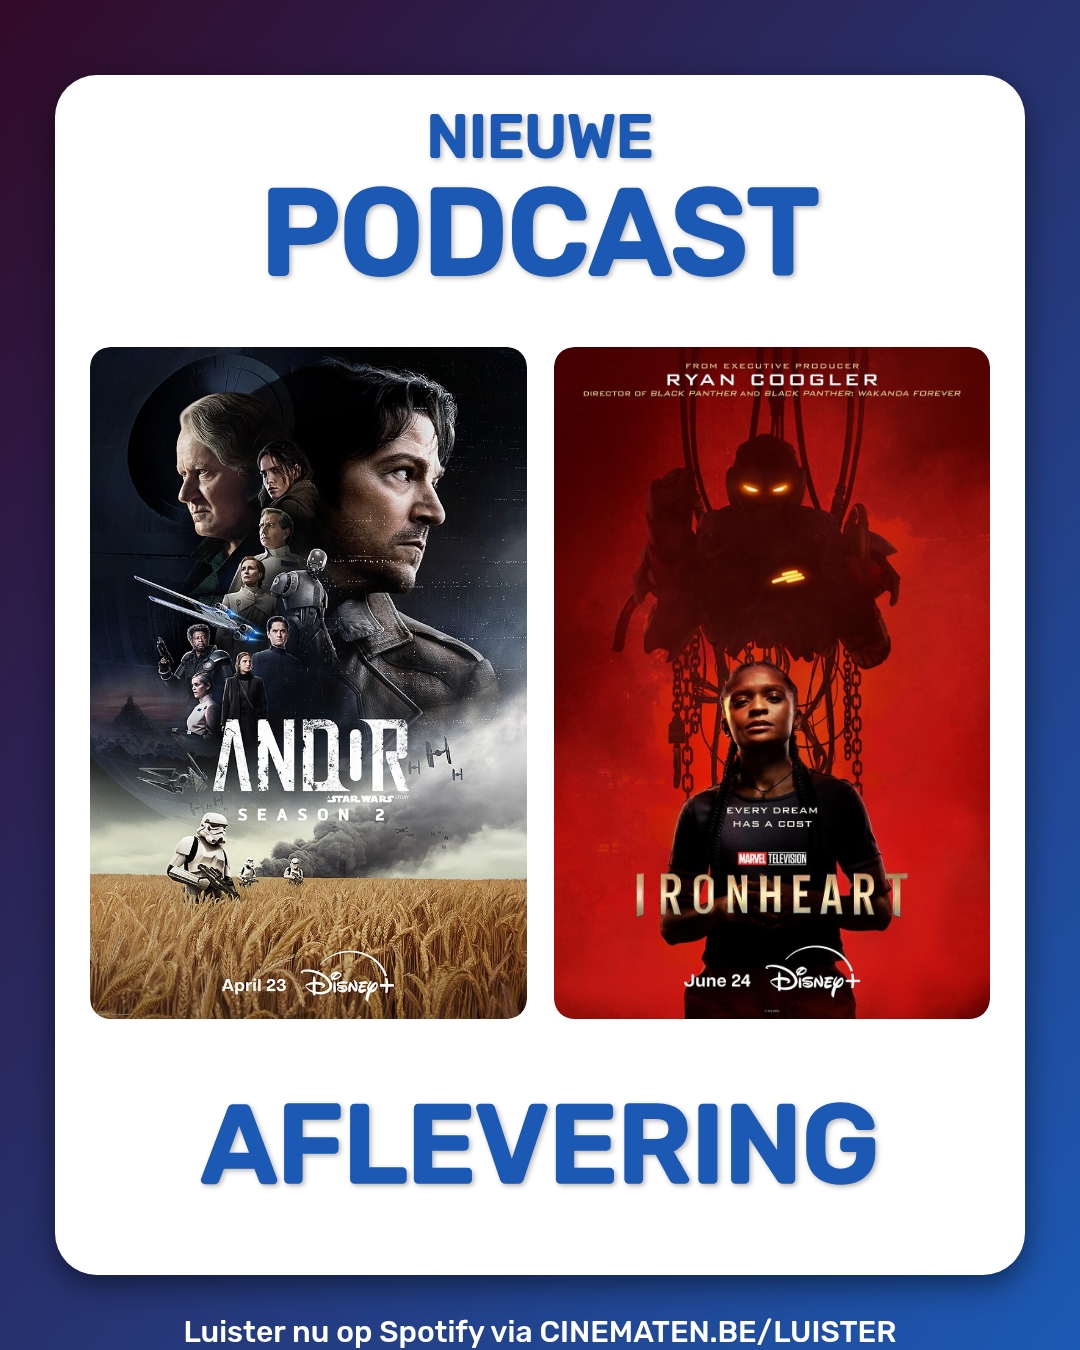 NIEUWE
PODCAST
ANDOR
A STAR WARS STORY
SEASON 2
April 23 Disney+
FROM EXECUTIVE PRODUCER
RYAN COOGLER
DIRECTOR OF BLACK PANTHER AND BLACK PANTHER: WAKANDA FOREVER
EVERY DREAM
HAS A COST
MARVEL TELEVISION
IRONHEART
June 24 Disney+
AFLEVERING
Luister nu op Spotify via CINEMATEN.BE/LUISTER